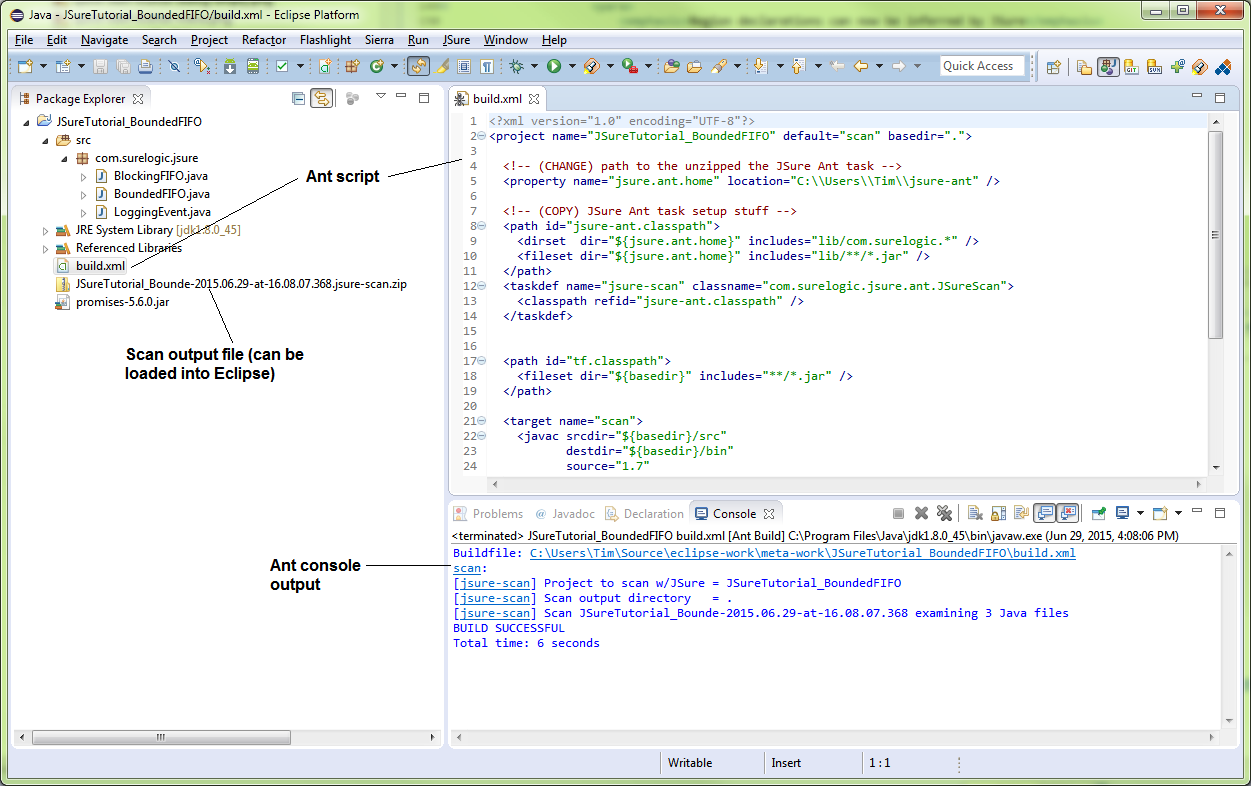 Java - JSureTutorial_BoundedFIFO/build.xml - Eclipse Platform
File Edit Navigate Search Project Refactor Flashlight Sierra Run JSure Window Help
Quick Access
Package Explorer
JSureTutorial_BoundedFIFO
src
com.surelogic.jsure
BlockingFIFO.java
BoundedFIFO.java
LoggingEvent.java
JRE System Library [jdk1.8.0_45]
Referenced Libraries
build.xml
JSureTutorial_Bounde-2015.06.29-at-16.08.07.368.jsure-scan.zip
promises-5.6.0.jar
Ant script
Scan output file (can be
loaded into Eclipse)
Ant console
output
build.xml
1 <?xml version="1.0" encoding="UTF-8"?>
2 <project name="JSureTutorial_BoundedFIFO" default="scan" basedir=".">
3
4 <!-- (CHANGE) path to the unzipped the JSure Ant task -->
5 <property name="jsure.ant.home" location="C:\\Users\\Tim\\jsure-ant" />
6
7 <!-- (COPY) JSure Ant task setup stuff -->
8 <path id="jsure-ant.classpath">
9 <dirset  dir="${jsure.ant.home}" includes="lib/com.surelogic.*" />
10 <fileset dir="${jsure.ant.home}" includes="lib/**/*.jar" />
11 </path>
12 <taskdef name="jsure-scan" classname="com.surelogic.jsure.ant.JSureScan">
13 <classpath refid="jsure-ant.classpath" />
14 </taskdef>
15
16
17 <path id="tf.classpath">
18 <fileset dir="${basedir}" includes="**/*.jar" />
19 </path>
20
21 <target name="scan">
22 <javac srcdir="${basedir}/src"
23 destdir="${basedir}/bin"
24 source="1.7"
Problems @ Javadoc Declaration Console
<terminated> JSureTutorial_BoundedFIFO build.xml [Ant Build] C:\Program Files\Java\jdk1.8.0_45\bin\javaw.exe (Jun 29, 2015, 4:08:06 PM)
Buildfile: C:\Users\Tim\Source\eclipse-work\meta-work\JSureTutorial_BoundedFIFO\build.xml
scan:
[jsure-scan] Project to scan w/JSure = JSureTutorial_BoundedFIFO
[jsure-scan] Scan output directory   = .
[jsure-scan] Scan JSureTutorial_Bounde-2015.06.29-at-16.08.07.368 examining 3 Java files
BUILD SUCCESSFUL
Total time: 6 seconds
Writable Insert 1 : 1